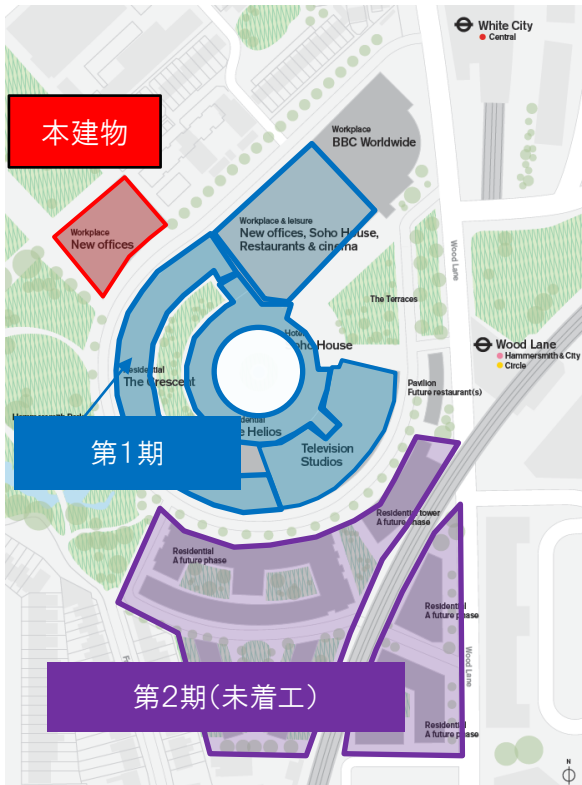 White City
Central
本建物
Workplace
BBC Worldwide
Workplace
New offices
Workplace & leisure
New offices, Soho House,
Restaurants & cinema
Wood Lane
The Terraces
Soho House
Wood Lane
Hammersmith & City
Circle
Residential
The Crescent
Pavilion
Future restaurant(s)
第1期
Helios
Television
Studios
Residential tower
A future phase
Residential
A future phase
Residential
A future phase
Wood Lane
第2期(未着工)
Residential
A future phase
N